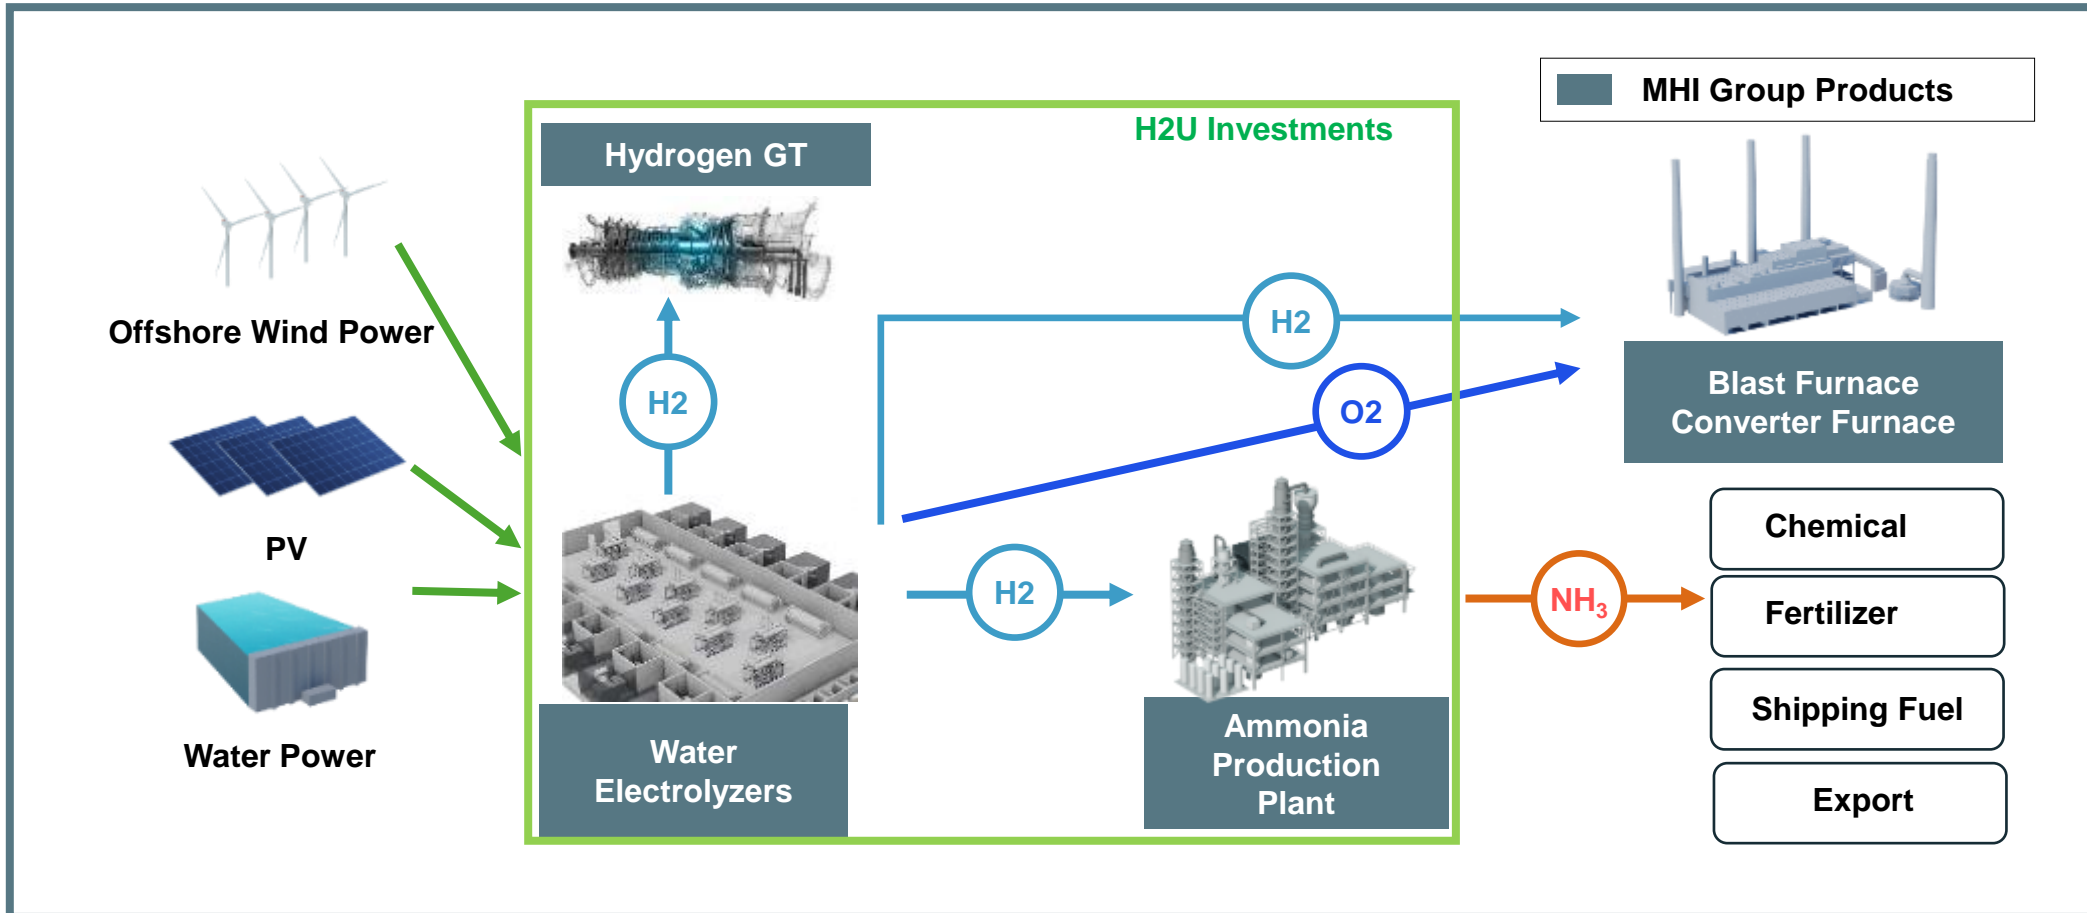 MHI Group Products
H2U Investments
Hydrogen GT
Offshore Wind Power
H2
H2
O2
Blast Furnace
Converter Furnace
PV
H2
NH₃
Chemical
Fertilizer
Shipping Fuel
Export
Water Power
Water
Electrolyzers
Ammonia
Production
Plant